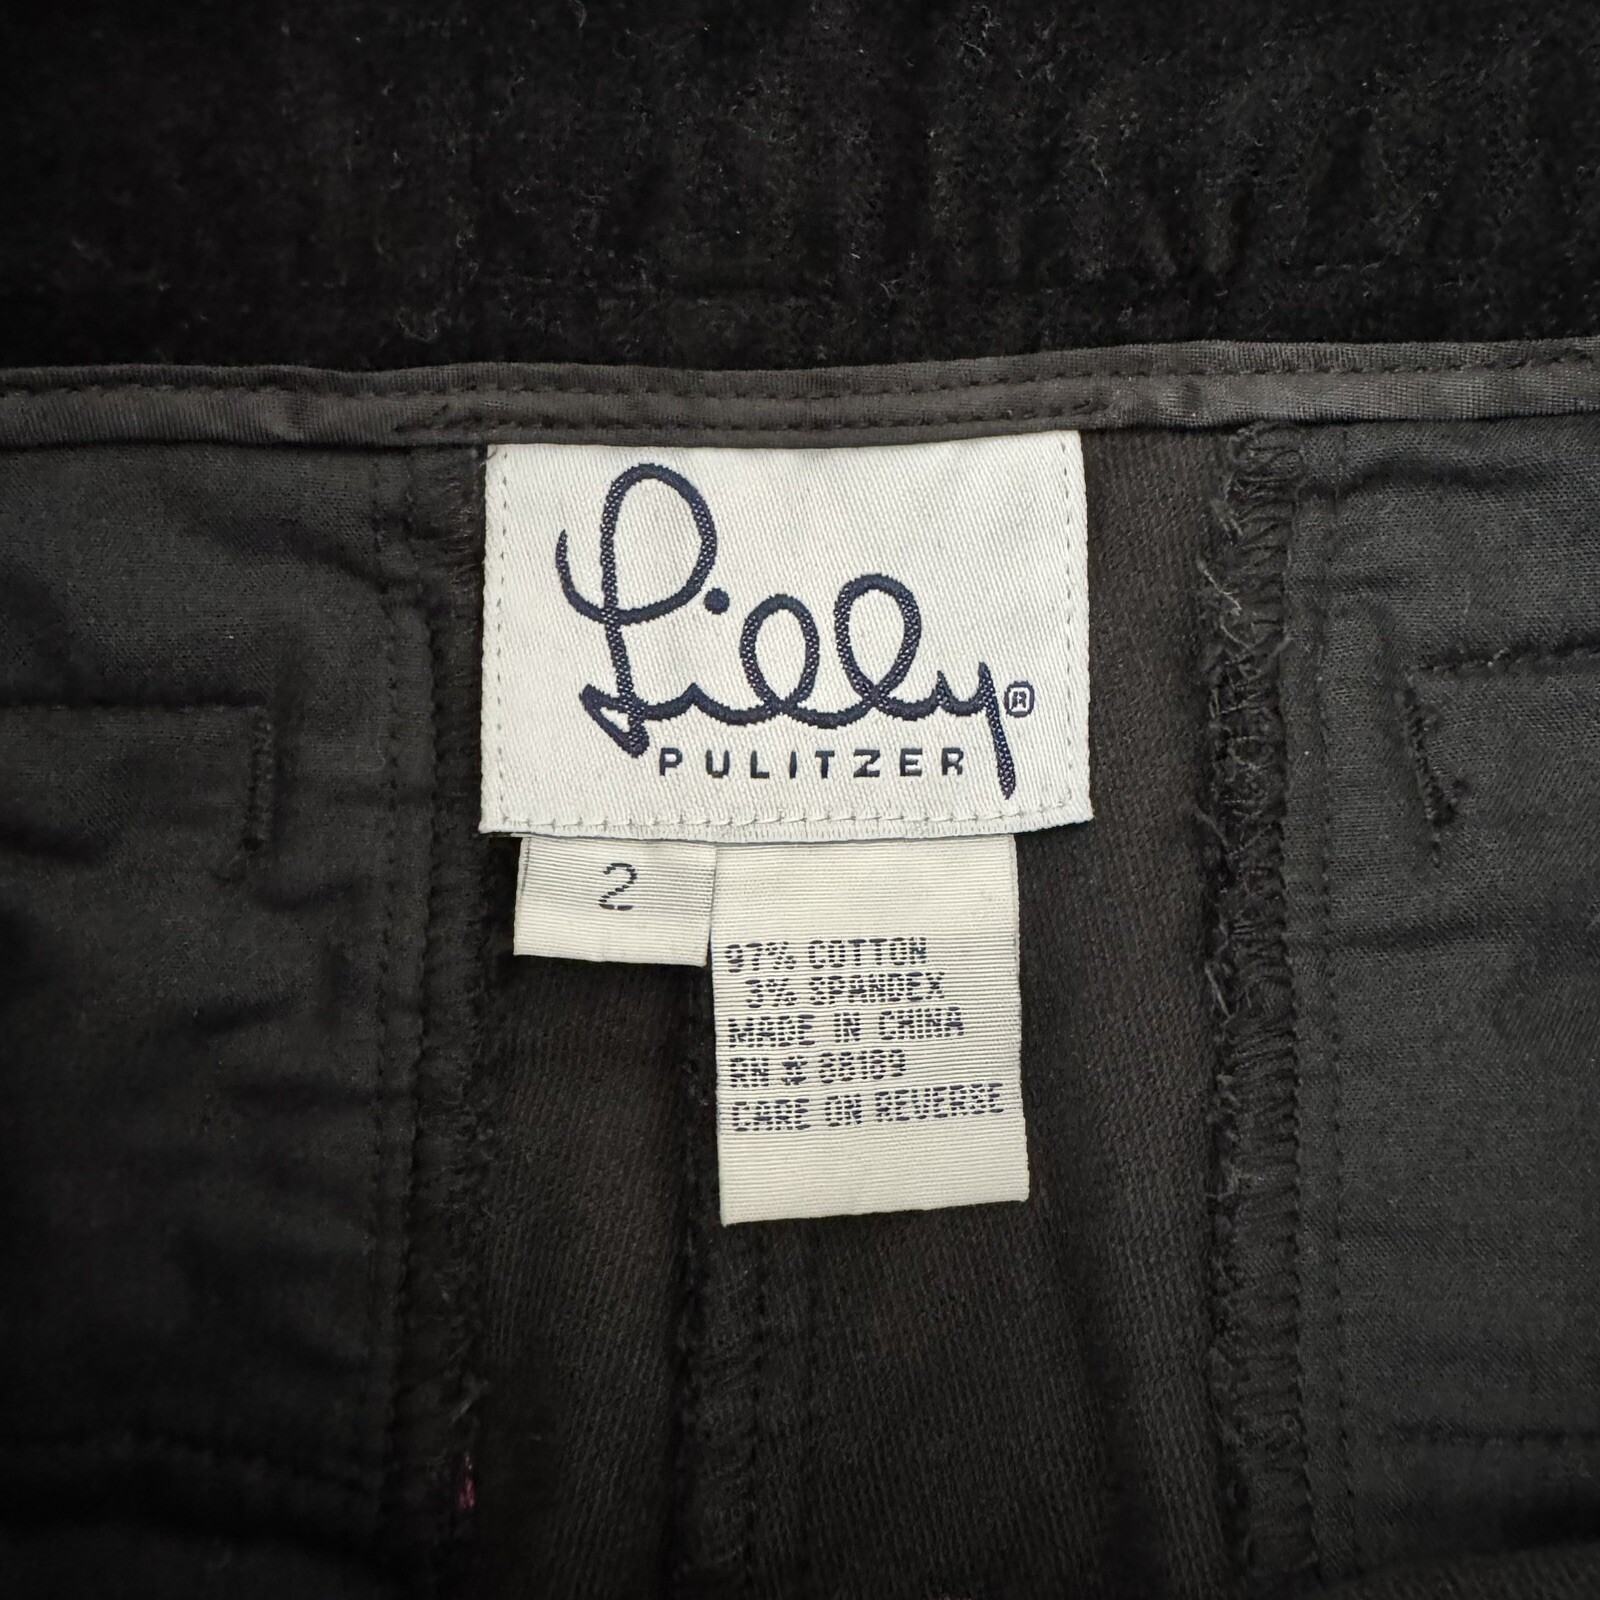 Lilly®
PULITZER
2
97% COTTON
3% SPANDEX
MADE IN CHINA
RN # 68189
CARE ON REVERSE